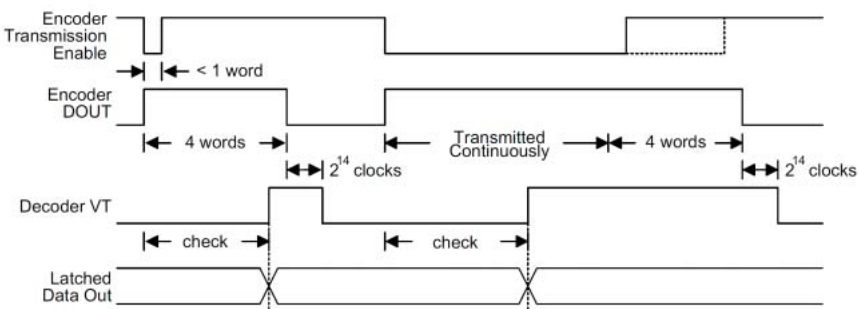 Encoder
Transmission
Enable
< 1 word
Encoder
DOUT
4 words
Transmitted
Continuously
4 words
2^14 clocks
2^14 clocks
Decoder VT
check
check
Latched
Data Out